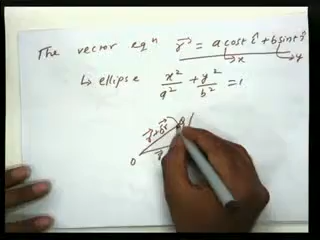 The vector eqⁿ r⃗ = a cost î + b sint ĵ
→x →y
↳ ellipse x²/a² + y²/b² = 1
r⃗+δr⃗
O r⃗